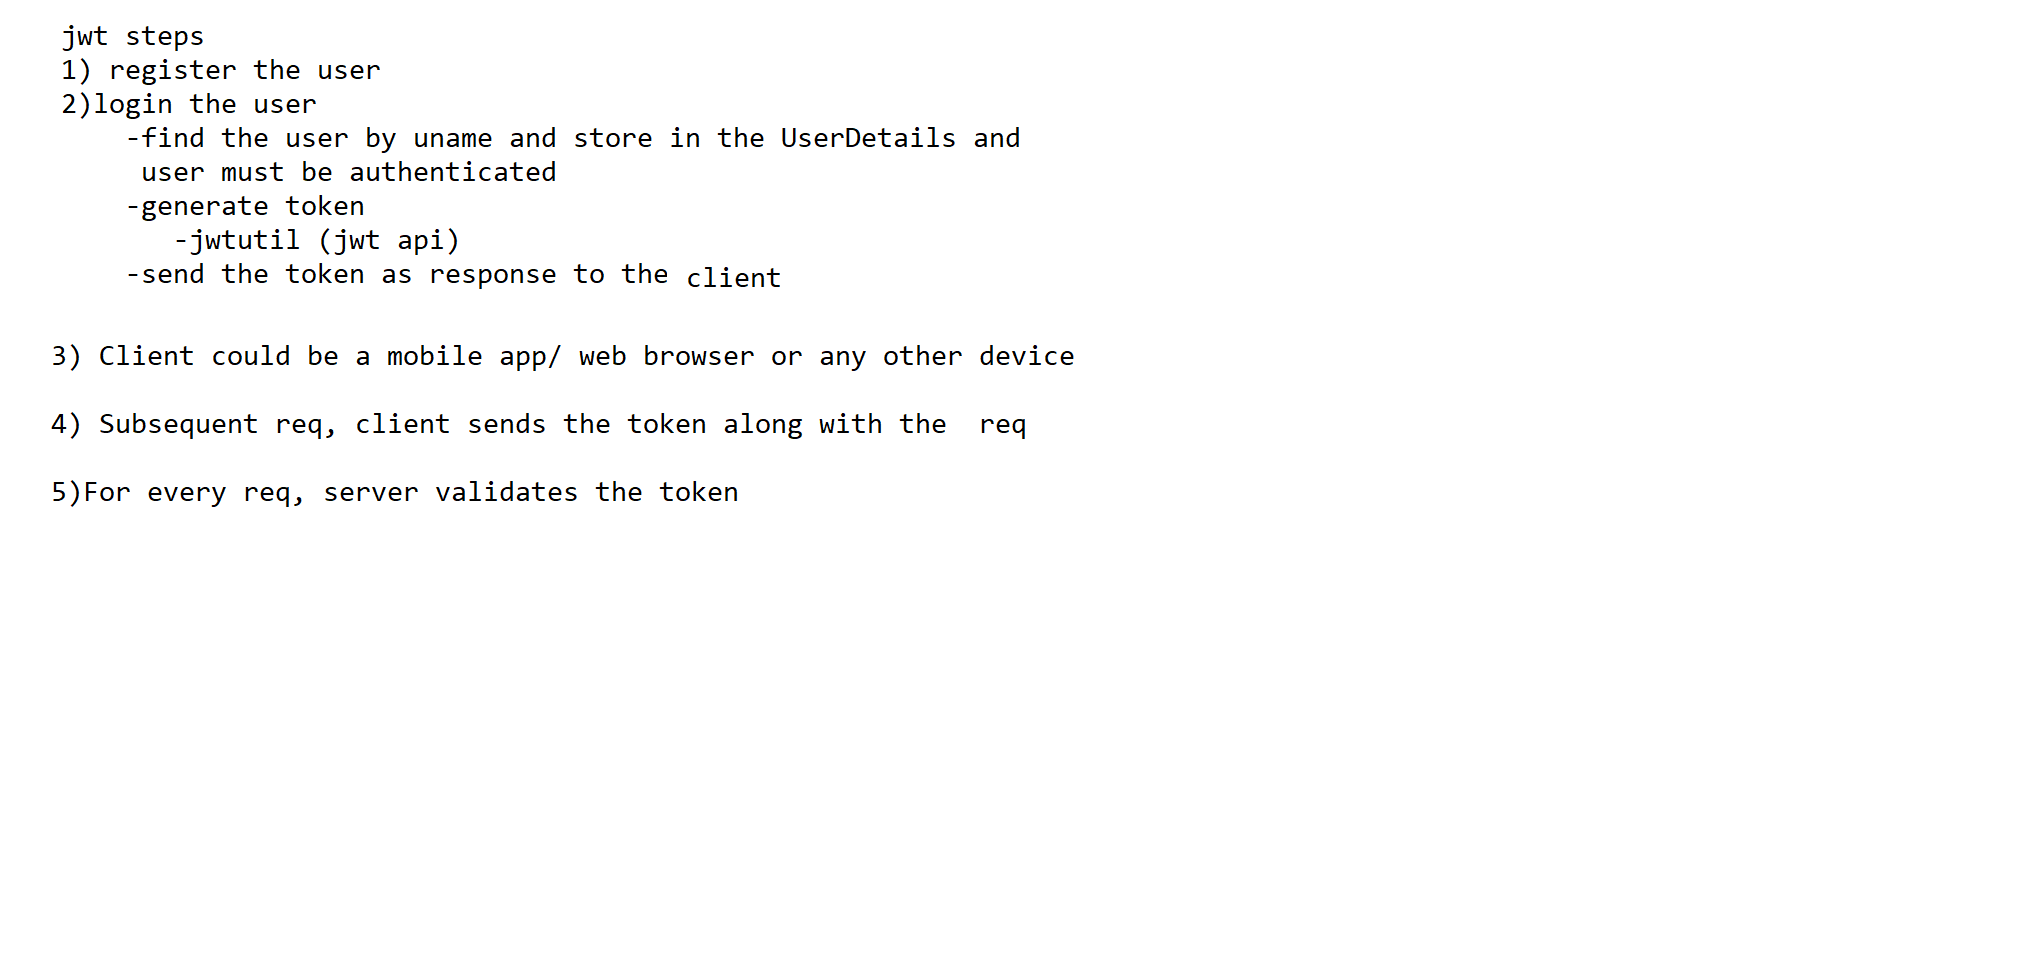 jwt steps
1) register the user
2)login the user
-find the user by uname and store in the UserDetails and
user must be authenticated
-generate token
-jwtutil (jwt api)
-send the token as response to the client
3) Client could be a mobile app/ web browser or any other device
4) Subsequent req, client sends the token along with the  req
5)For every req, server validates the token